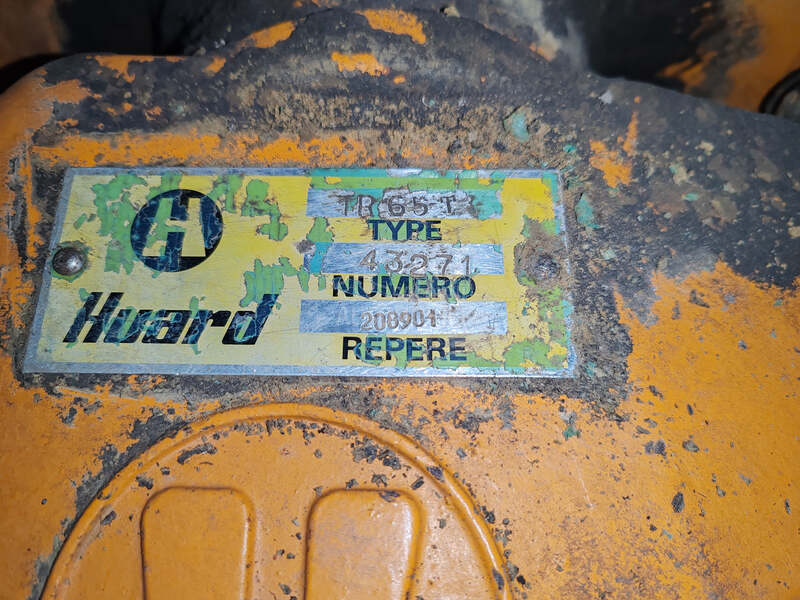 H
Huard
TR 65 T
TYPE
43271
NUMERO
208901
REPERE